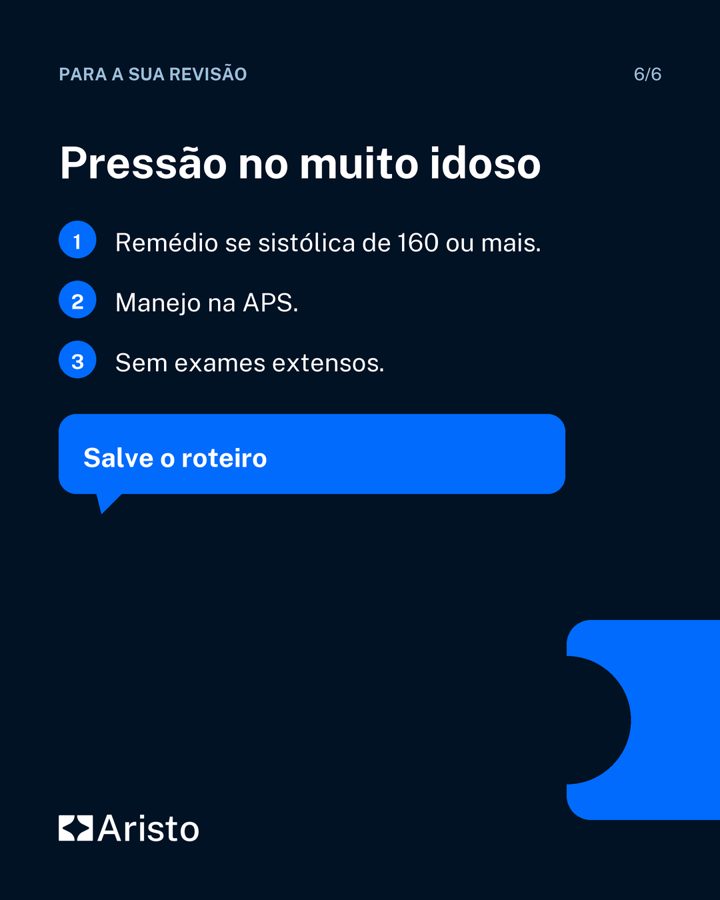 PARA A SUA REVISÃO
6/6
Pressão no muito idoso
1 Remédio se sistólica de 160 ou mais.
2 Manejo na APS.
3 Sem exames extensos.
Salve o roteiro
Aristo